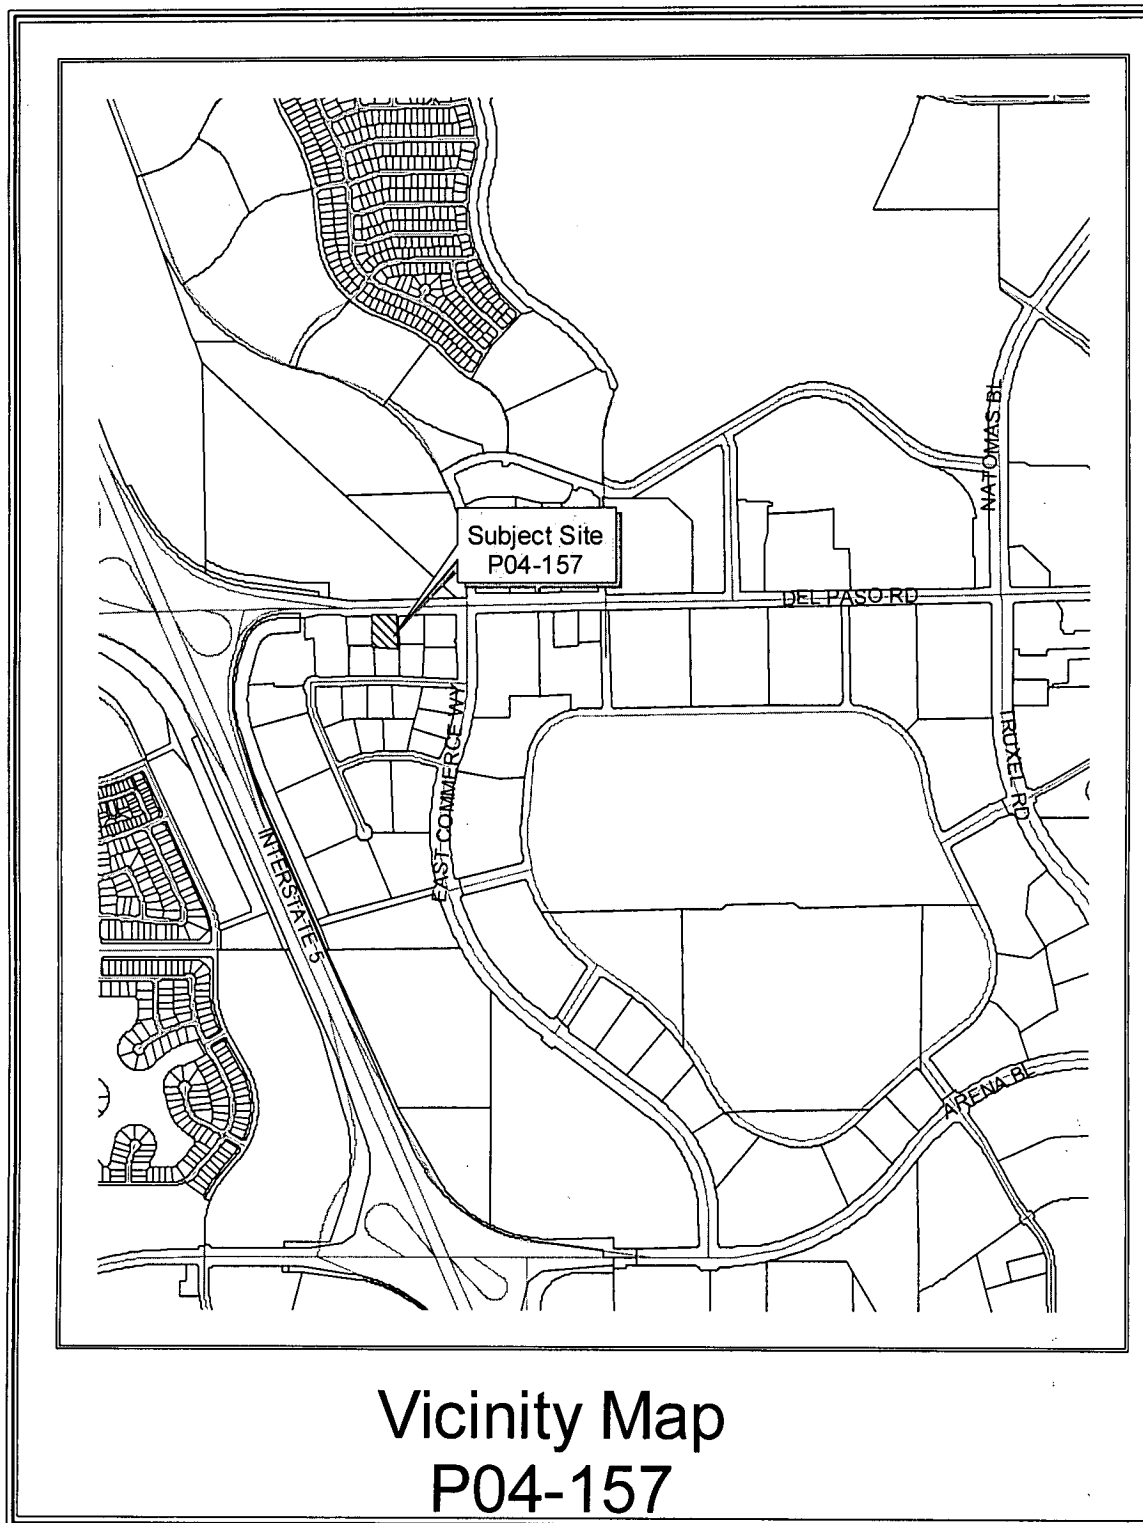 NATOMAS BL
Subject Site
P04-157
DEL PASO RD
EAST COMMERCE WY
TRUXEL RD
INTERSTATE 5
ARENA BL
Vicinity Map
P04-157